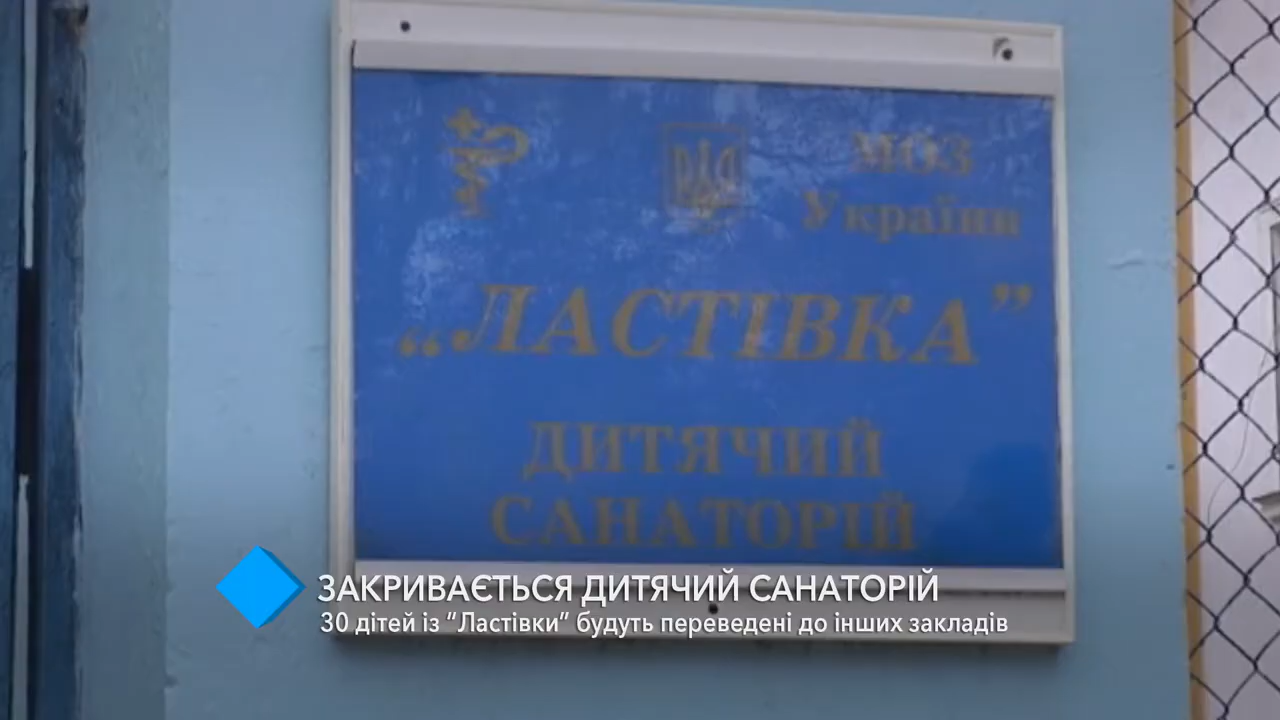 МОЗ
України
„ЛАСТІВКА”
ДИТЯЧИЙ
САНАТОРІЙ
ЗАКРИВАЄТЬСЯ ДИТЯЧИЙ САНАТОРІЙ
30 дітей із “Ластівки” будуть переведені до інших закладів